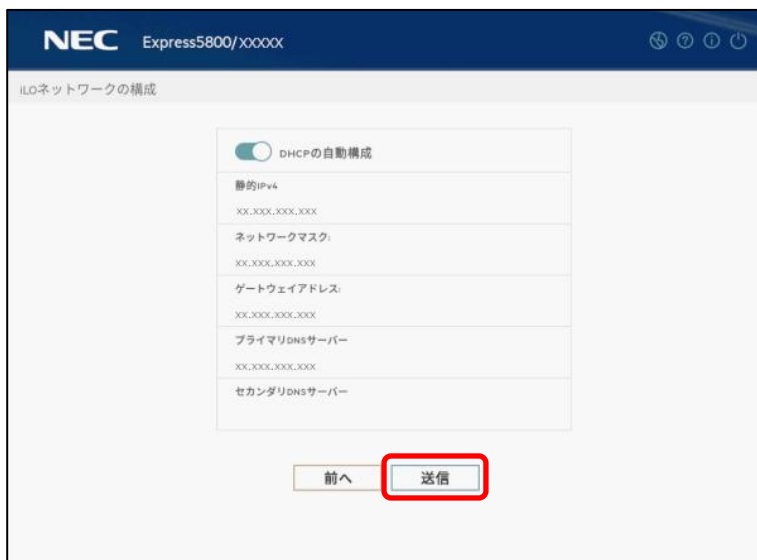 NEC Express5800/XXXXX
iLOネットワークの構成
DHCPの自動構成
静的IPv4
XX.XXX.XXX.XXX
ネットワークマスク:
XX.XXX.XXX.XXX
ゲートウェイアドレス:
XX.XXX.XXX.XXX
プライマリDNSサーバー
XX.XXX.XXX.XXX
セカンダリDNSサーバー
前へ 送信